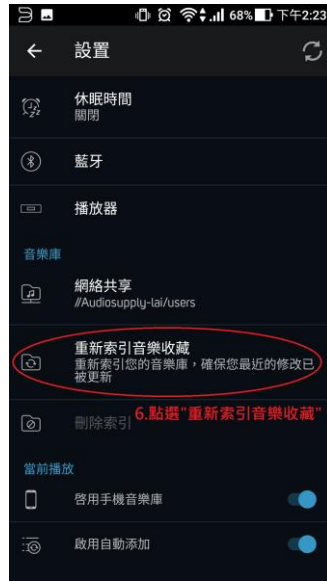 68% 下午2:23
設置
休眠時間
關閉
藍牙
播放器
音樂庫
網絡共享
//Audiosupply-lai/users
重新索引音樂收藏
重新索引您的音樂庫，確保您最近的修改已
被更新
刪除索引
6.點選"重新索引音樂收藏"
當前播放
啓用手機音樂庫
啟用自動添加